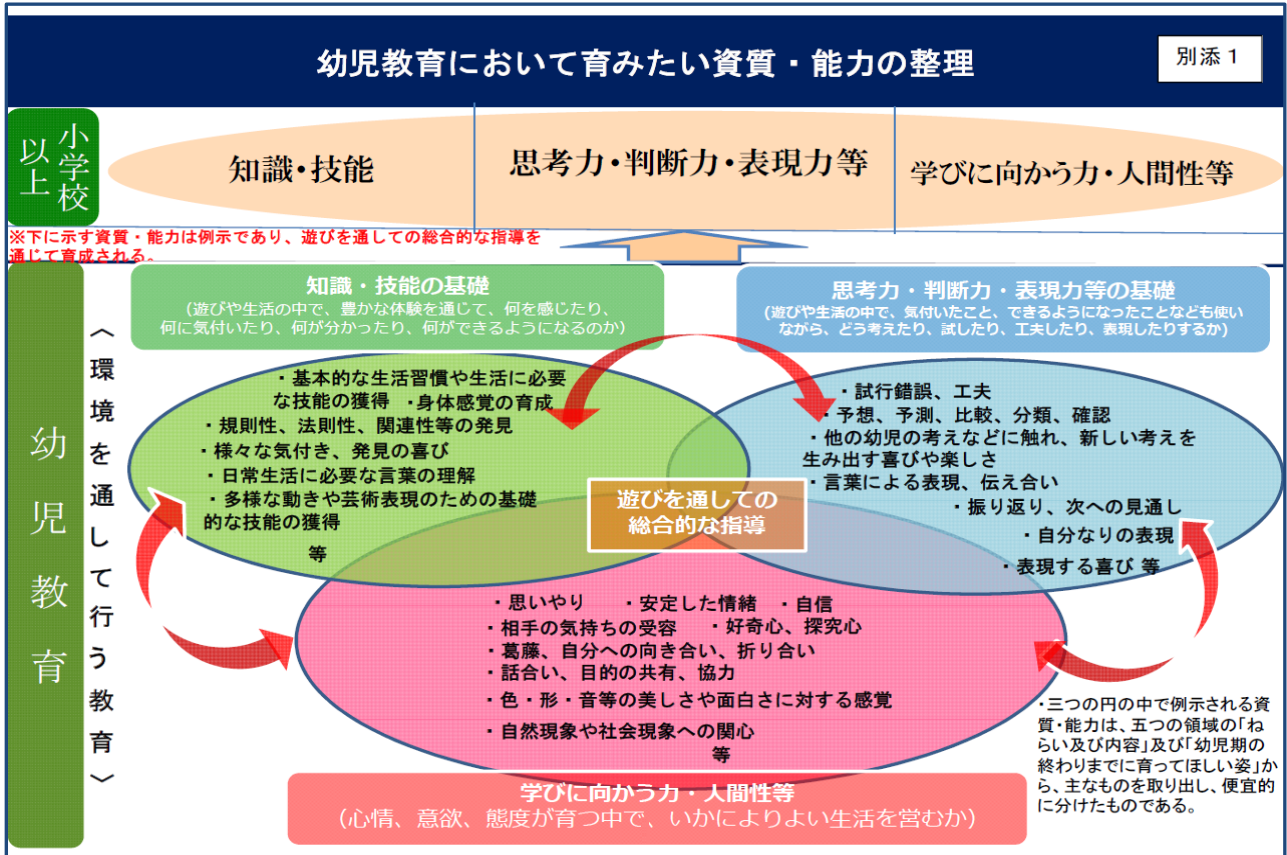 幼児教育において育みたい資質・能力の整理
別添１
小学校
以上
知識・技能
思考力・判断力・表現力等
学びに向かう力・人間性等
※下に示す資質・能力は例示であり、遊びを通しての総合的な指導を
通じて育成される。
幼児教育
〈環境を通して行う教育〉
知識・技能の基礎
(遊びや生活の中で、豊かな体験を通じて、何を感じたり、
何に気付いたり、何が分かったり、何ができるようになるのか)
思考力・判断力・表現力等の基礎
(遊びや生活の中で、気付いたこと、できるようになったことなども使い
ながら、どう考えたり、試したり、工夫したり、表現したりするか)
・基本的な生活習慣や生活に必要
な技能の獲得 ・身体感覚の育成
・規則性、法則性、関連性等の発見
・様々な気付き、発見の喜び
・日常生活に必要な言葉の理解
・多様な動きや芸術表現のための基礎
的な技能の獲得
等
・試行錯誤、工夫
・予想、予測、比較、分類、確認
・他の幼児の考えなどに触れ、新しい考えを
生み出す喜びや楽しさ
・言葉による表現、伝え合い
・振り返り、次への見通し
・自分なりの表現
・表現する喜び 等
遊びを通しての
総合的な指導
・思いやり ・安定した情緒 ・自信
・相手の気持ちの受容 ・好奇心、探究心
・葛藤、自分への向き合い、折り合い
・話合い、目的の共有、協力
・色・形・音等の美しさや面白さに対する感覚
・自然現象や社会現象への関心
等
学びに向かう力・人間性等
(心情、意欲、態度が育つ中で、いかによりよい生活を営むか)
・三つの円の中で例示される資
質・能力は、五つの領域の「ね
らい及び内容」及び「幼児期の
終わりまでに育ってほしい姿」か
ら、主なものを取り出し、便宜的
に分けたものである。